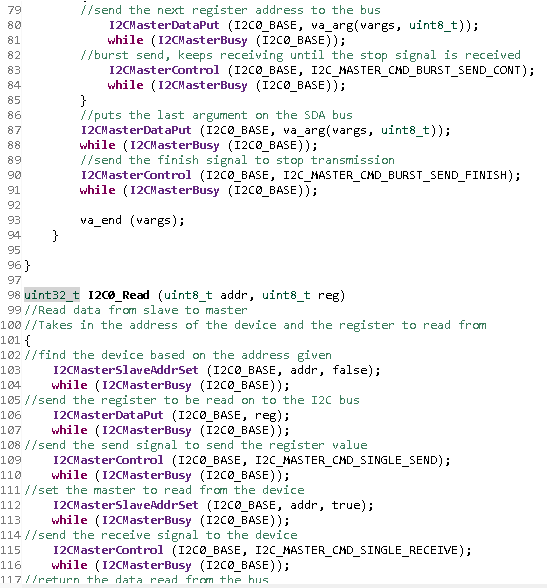 79 //send the next register address to the bus
80 I2CMasterDataPut (I2C0_BASE, va_arg(vargs, uint8_t));
81 while (I2CMasterBusy (I2C0_BASE));
82 //burst send, keeps receiving until the stop signal is received
83 I2CMasterControl (I2C0_BASE, I2C_MASTER_CMD_BURST_SEND_CONT);
84 while (I2CMasterBusy (I2C0_BASE));
85 }
86 //puts the last argument on the SDA bus
87 I2CMasterDataPut (I2C0_BASE, va_arg(vargs, uint8_t));
88 while (I2CMasterBusy (I2C0_BASE));
89 //send the finish signal to stop transmission
90 I2CMasterControl (I2C0_BASE, I2C_MASTER_CMD_BURST_SEND_FINISH);
91 while (I2CMasterBusy (I2C0_BASE));
92
93 va_end (vargs);
94 }
95
96 }
97
98 uint32_t I2C0_Read (uint8_t addr, uint8_t reg)
99 //Read data from slave to master
100 //Takes in the address of the device and the register to read from
101 {
102 //find the device based on the address given
103 I2CMasterSlaveAddrSet (I2C0_BASE, addr, false);
104 while (I2CMasterBusy (I2C0_BASE));
105 //send the register to be read on to the I2C bus
106 I2CMasterDataPut (I2C0_BASE, reg);
107 while (I2CMasterBusy (I2C0_BASE));
108 //send the send signal to send the register value
109 I2CMasterControl (I2C0_BASE, I2C_MASTER_CMD_SINGLE_SEND);
110 while (I2CMasterBusy (I2C0_BASE));
111 //set the master to read from the device
112 I2CMasterSlaveAddrSet (I2C0_BASE, addr, true);
113 while (I2CMasterBusy (I2C0_BASE));
114 //send the receive signal to the device
115 I2CMasterControl (I2C0_BASE, I2C_MASTER_CMD_SINGLE_RECEIVE);
116 while (I2CMasterBusy (I2C0_BASE));
117 //return the data read from the bus